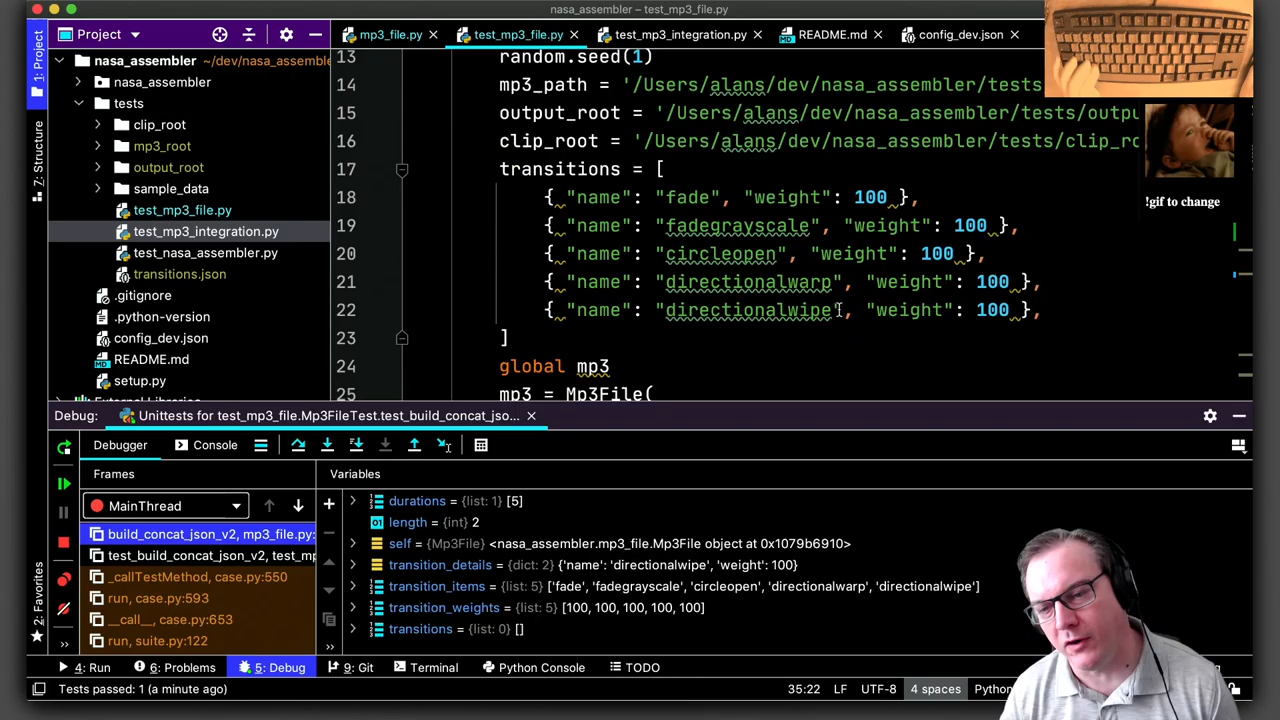 nasa_assembler – test_mp3_file.py
Project
mp3_file.py
test_mp3_file.py
test_mp3_integration.py
README.md
config_dev.json
1: Project
7: Structure
2: Favorites
nasa_assembler ~/dev/nasa_assemble
nasa_assembler
tests
clip_root
mp3_root
output_root
sample_data
test_mp3_file.py
test_mp3_integration.py
test_nasa_assembler.py
transitions.json
.gitignore
.python-version
config_dev.json
README.md
setup.py
13 random.seed(1)
14 mp3_path = '/Users/alans/dev/nasa_assembler/tests
15 output_root = '/Users/alans/dev/nasa_assembler/tests/outp
16 clip_root = '/Users/alans/dev/nasa_assembler/tests/clip_ro
17 transitions = [
18 { "name": "fade", "weight": 100 },
19 { "name": "fadegrayscale", "weight": 100 },
20 { "name": "circleopen", "weight": 100 },
21 { "name": "directionalwarp", "weight": 100 },
22 { "name": "directionalwipe", "weight": 100 },
23 ]
24 global mp3
25 mp3 = Mp3File(
!gif to change
Debug: Unittests for test_mp3_file.Mp3FileTest.test_build_concat_jso...
Debugger Console
Frames
Variables
MainThread
build_concat_json_v2, mp3_file.py:
test_build_concat_json_v2, test_mp
_callTestMethod, case.py:550
run, case.py:593
__call__, case.py:653
run, suite.py:122
durations = {list: 1} [5]
length = {int} 2
self = {Mp3File} <nasa_assembler.mp3_file.Mp3File object at 0x1079b6910>
transition_details = {dict: 2} {'name': 'directionalwipe', 'weight': 100}
transition_items = {list: 5} ['fade', 'fadegrayscale', 'circleopen', 'directionalwarp', 'directionalwipe']
transition_weights = {list: 5} [100, 100, 100, 100, 100]
transitions = {list: 0} []
4: Run 6: Problems 5: Debug 9: Git Terminal Python Console TODO
Tests passed: 1 (a minute ago) 35:22 LF UTF-8 4 spaces Python